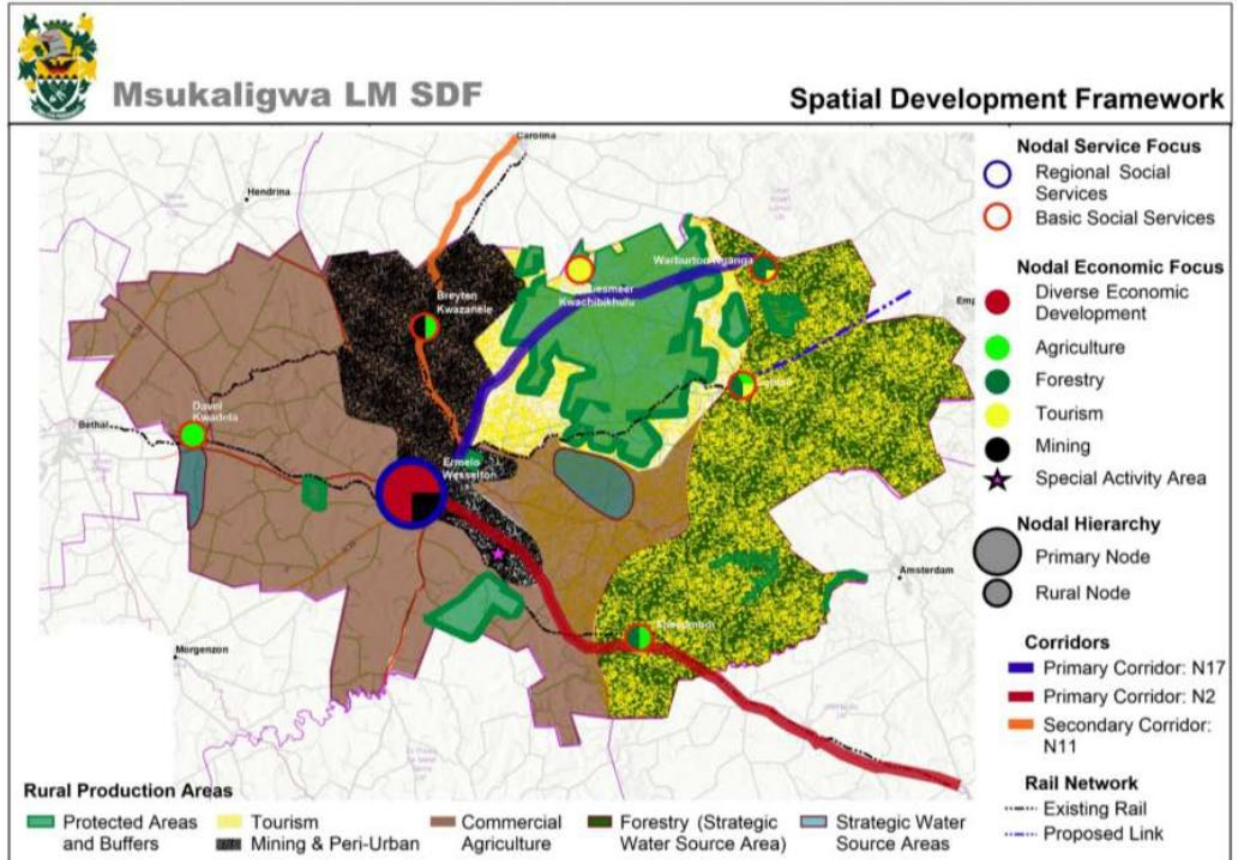 Msukaligwa LM SDF
Spatial Development Framework
Nodal Service Focus
Regional Social
Services
Basic Social Services
Nodal Economic Focus
Diverse Economic
Development
Agriculture
Forestry
Tourism
Mining
Special Activity Area
Nodal Hierarchy
Primary Node
Rural Node
Corridors
Primary Corridor: N17
Primary Corridor: N2
Secondary Corridor:
N11
Rail Network
Existing Rail
Proposed Link
Carolina
Hendrina
Breyten
Kwazanele
Kwachibikhulu
Warburton
Davel
Kwadela
Bethal
Ermelo
Wesselton
Amsterdam
Morgenzon
Rural Production Areas
Protected Areas
and Buffers
Tourism
Mining & Peri-Urban
Commercial
Agriculture
Forestry (Strategic
Water Source Area)
Strategic Water
Source Areas